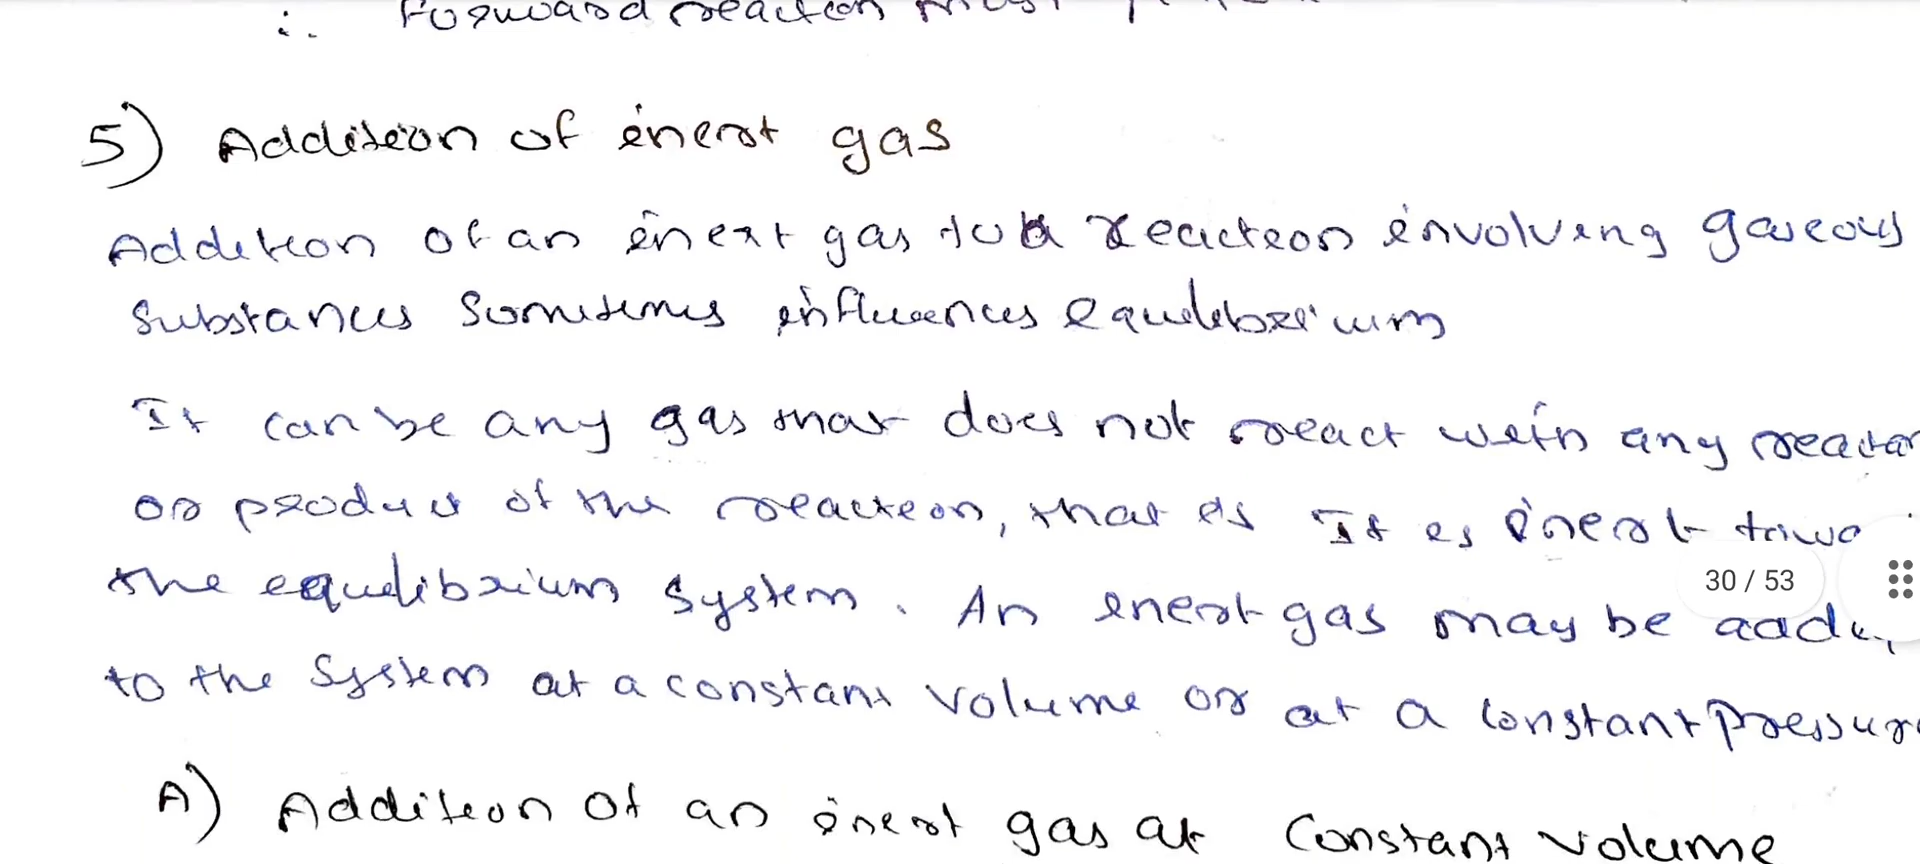 ∴ Forward reaction
5) Addition of inert gas
Addition of an inert gas to a reaction involving gaseous
Substances Sometimes influences equilibrium
It can be any gas that does not react with any reactan
or product of the reaction, that is It is inert towa
30 / 53
the equilibrium System. An inert gas may be adde
to the System at a constant volume or at a constant pressure
A) Addition of an inert gas at Constant volume